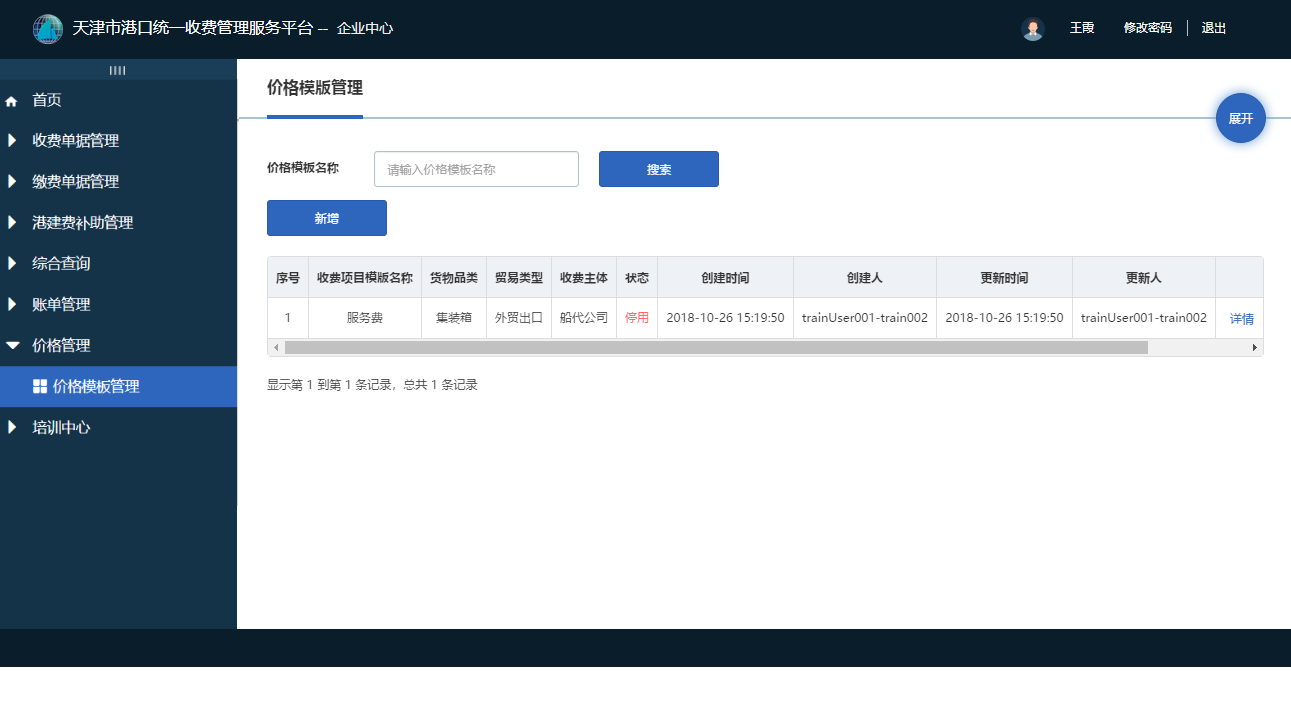 天津市港口统一收费管理服务平台 -- 企业中心
王霞 修改密码 退出
首页
收费单据管理
缴费单据管理
港建费补助管理
综合查询
账单管理
价格管理
价格模板管理
培训中心
价格模版管理
展开
价格模板名称 请输入价格模板名称 搜索
新增
序号 收费项目模版名称 货物品类 贸易类型 收费主体 状态 创建时间 创建人 更新时间 更新人
1 服务费 集装箱 外贸出口 船代公司 停用 2018-10-26 15:19:50 trainUser001-train002 2018-10-26 15:19:50 trainUser001-train002 详情
显示第 1 到第 1 条记录，总共 1 条记录